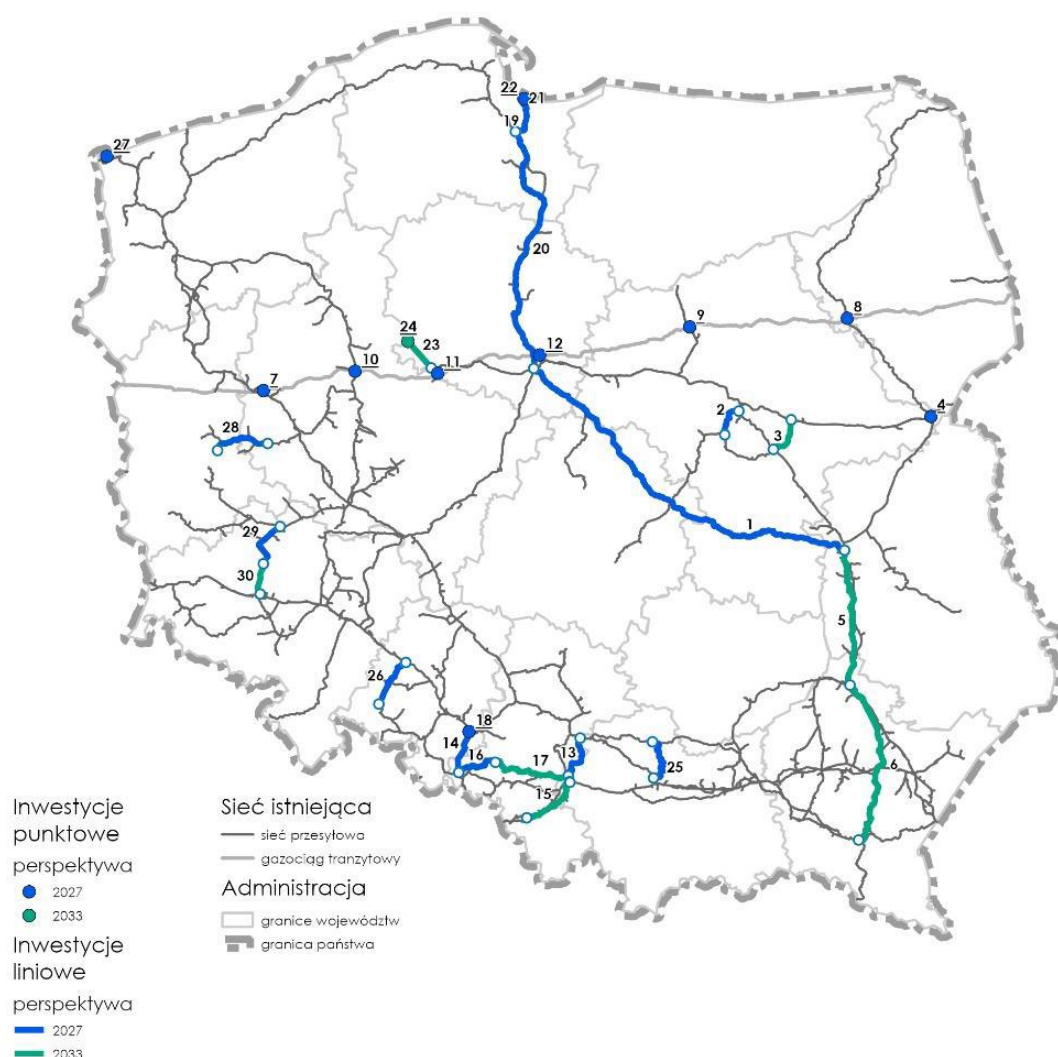 22
21
19
27
20
8
24
23
9
12
11
10
7
4
2
3
28
1
29
30
5
26
18
14
16
17
13
25
15
6
Inwestycje
punktowe
perspektywa
2027
2033
Inwestycje
liniowe
perspektywa
2027
2033
Sieć istniejąca
sieć przesyłowa
gazociąg tranzytowy
Administracja
granice województw
granica państwa